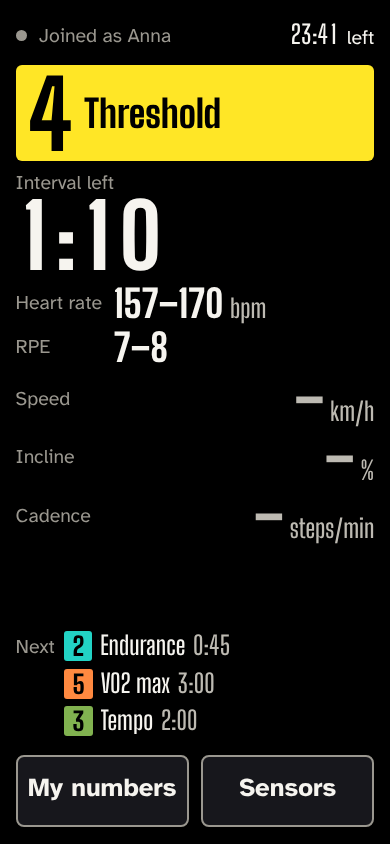 Joined as Anna 23:41 left
4 Threshold
Interval left
1:10
Heart rate 157–170 bpm
RPE 7–8
Speed — km/h
Incline — %
Cadence — steps/min
Next 2 Endurance 0:45
5 VO2 max 3:00
3 Tempo 2:00
My numbers Sensors